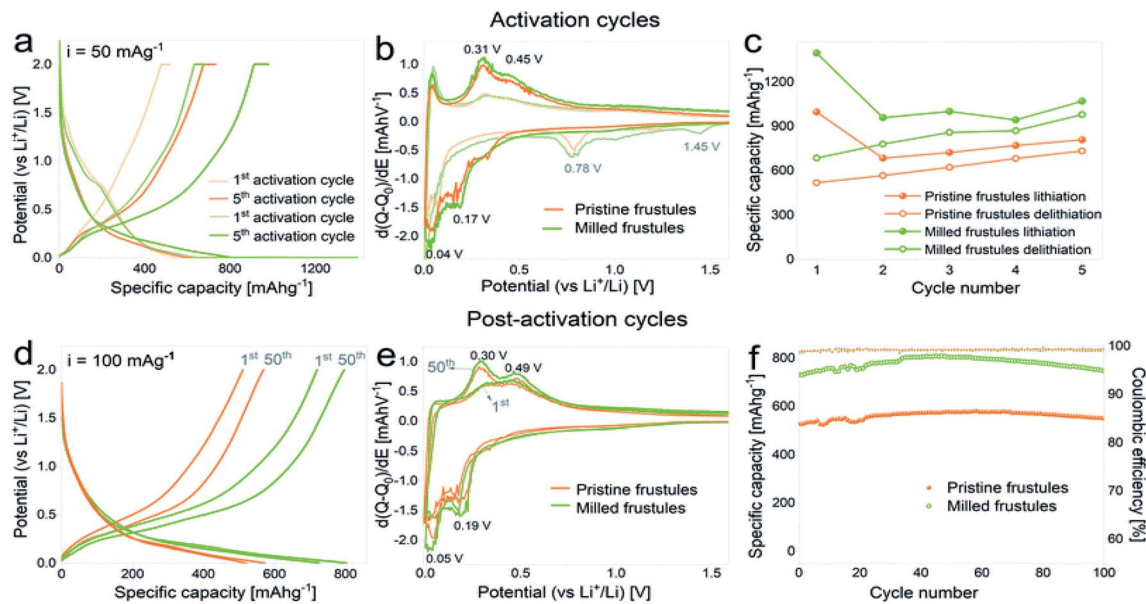 Activation cycles
a
i = 50 mAg⁻¹
Potential (vs Li⁺/Li) [V]
2.0
1.5
1.0
0.5
0.0
1ˢᵗ activation cycle
5ᵗʰ activation cycle
1ˢᵗ activation cycle
5ᵗʰ activation cycle
0 400 800 1200
Specific capacity [mAhg⁻¹]
b
d(Q-Q₀)/dE [mAhV⁻¹]
1.0
0.5
0.0
-0.5
-1.0
-1.5
-2.0
0.31 V
0.45 V
1.45 V
0.78 V
0.17 V
0.04 V
Pristine frustules
Milled frustules
0.0 0.5 1.0 1.5
Potential (vs Li⁺/Li) [V]
c
Specific capacity [mAhg⁻¹]
1200
900
600
300
0
Pristine frustules lithiation
Pristine frustules delithiation
Milled frustules lithiation
Milled frustules delithiation
1 2 3 4 5
Cycle number
Post-activation cycles
d
i = 100 mAg⁻¹
1ˢᵗ 50ᵗʰ 1ˢᵗ 50ᵗʰ
Potential (vs Li⁺/Li) [V]
2.0
1.5
1.0
0.5
0.0
0 200 400 600 800
Specific capacity [mAhg⁻¹]
e
d(Q-Q₀)/dE [mAhV⁻¹]
1.0
0.5
0.0
-0.5
-1.0
-1.5
-2.0
0.30 V
50ᵗʰ
0.49 V
1ˢᵗ
Pristine frustules
Milled frustules
0.19 V
0.05 V
0.0 0.5 1.0 1.5
Potential (vs Li⁺/Li) [V]
f
Specific capacity [mAhg⁻¹]
800
600
400
200
0
Pristine frustules
Milled frustules
100
90
80
70
60
Coulombic efficiency [%]
0 20 40 60 80 100
Cycle number